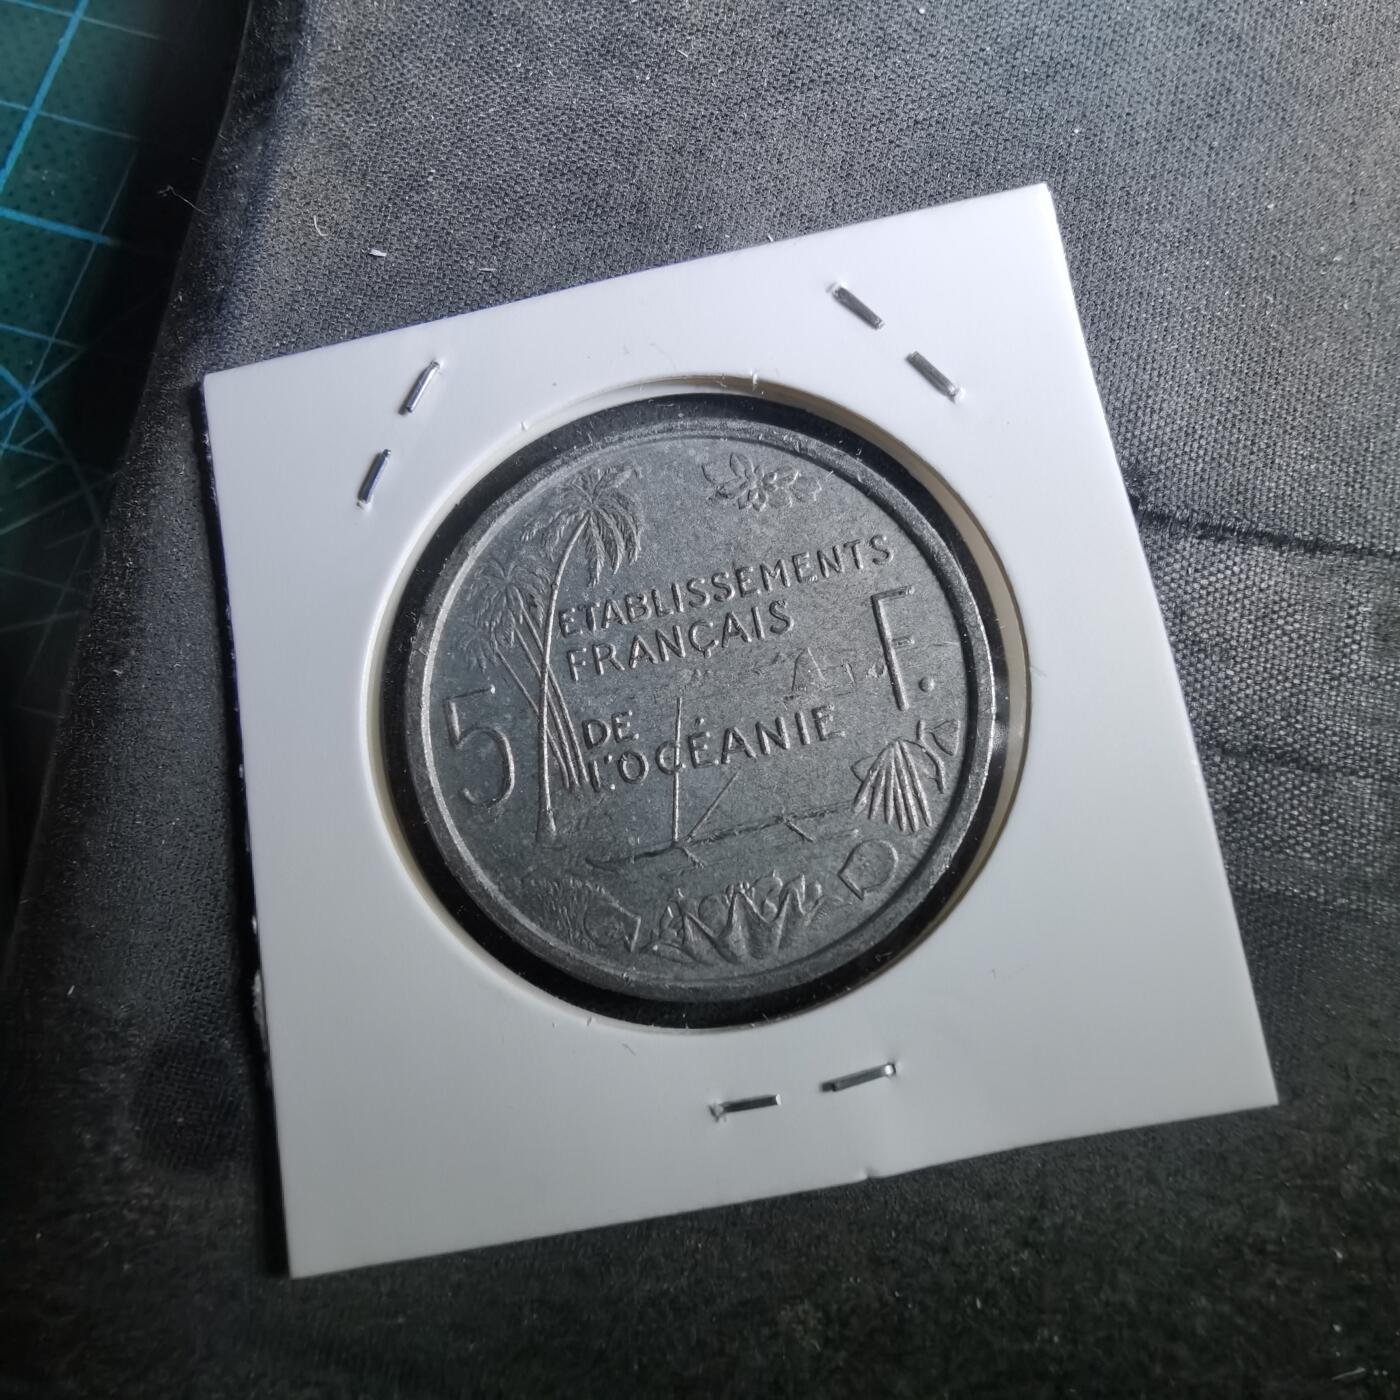 ETABLISSEMENTS
FRANÇAIS
5 F.
DE
l'OCÉANIE